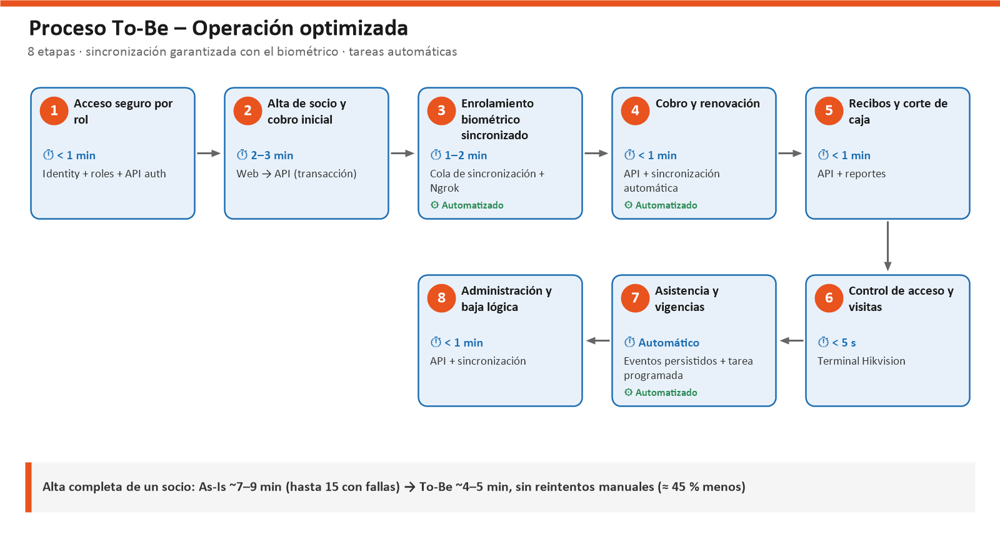 Proceso To-Be – Operación optimizada
8 etapas · sincronización garantizada con el biométrico · tareas automáticas
1
Acceso seguro por
rol
⏱ < 1 min
Identity + roles + API auth
2
Alta de socio y
cobro inicial
⏱ 2–3 min
Web → API (transacción)
3
Enrolamiento
biométrico
sincronizado
⏱ 1–2 min
Cola de sincronización +
Ngrok
⚙ Automatizado
4
Cobro y renovación
⏱ < 1 min
API + sincronización
automática
⚙ Automatizado
5
Recibos y corte de
caja
⏱ < 1 min
API + reportes
6
Control de acceso y
visitas
⏱ < 5 s
Terminal Hikvision
7
Asistencia y
vigencias
⏱ Automático
Eventos persistidos + tarea
programada
⚙ Automatizado
8
Administración y
baja lógica
⏱ < 1 min
API + sincronización
Alta completa de un socio: As-Is ~7–9 min (hasta 15 con fallas) → To-Be ~4–5 min, sin reintentos manuales (≈ 45 % menos)